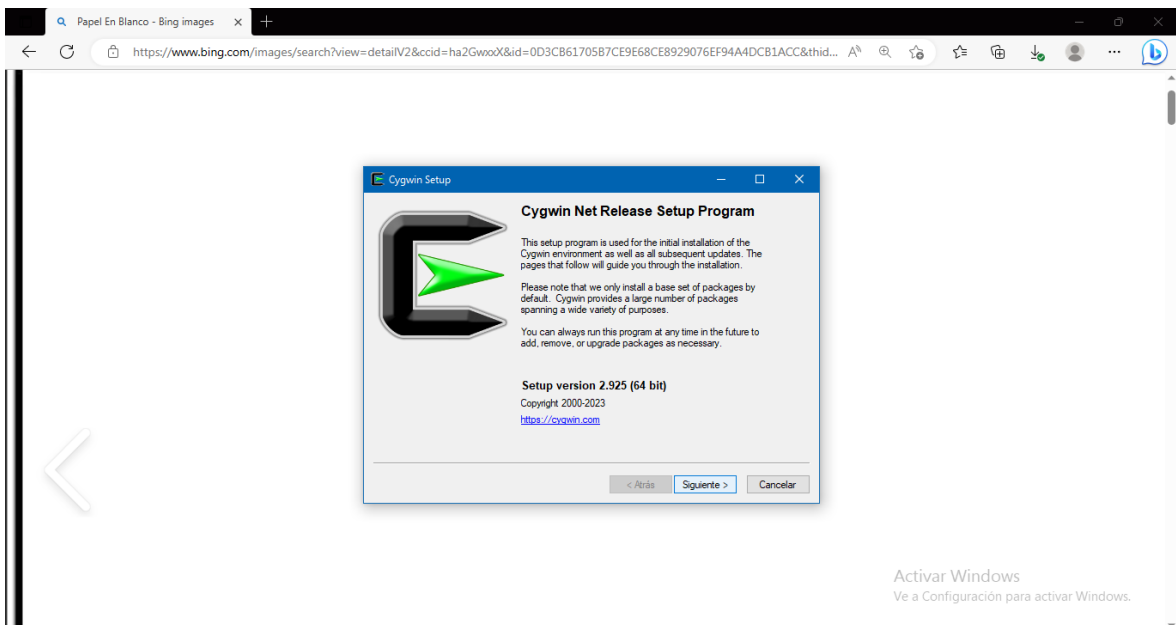 Papel En Blanco - Bing images
https://www.bing.com/images/search?view=detailV2&ccid=ha2GwoxX&id=0D3CB61705B7CE9E68CE8929076EF94A4DCB1ACC&thid...
Cygwin Setup
Cygwin Net Release Setup Program
This setup program is used for the initial installation of the
Cygwin environment as well as all subsequent updates. The
pages that follow will guide you through the installation.
Please note that we only install a base set of packages by
default. Cygwin provides a large number of packages
spanning a wide variety of purposes.
You can always run this program at any time in the future to
add, remove, or upgrade packages as necessary.
Setup version 2.925 (64 bit)
Copyright 2000-2023
https://cygwin.com
< Atrás
Siguiente >
Cancelar
Activar Windows
Ve a Configuración para activar Windows.